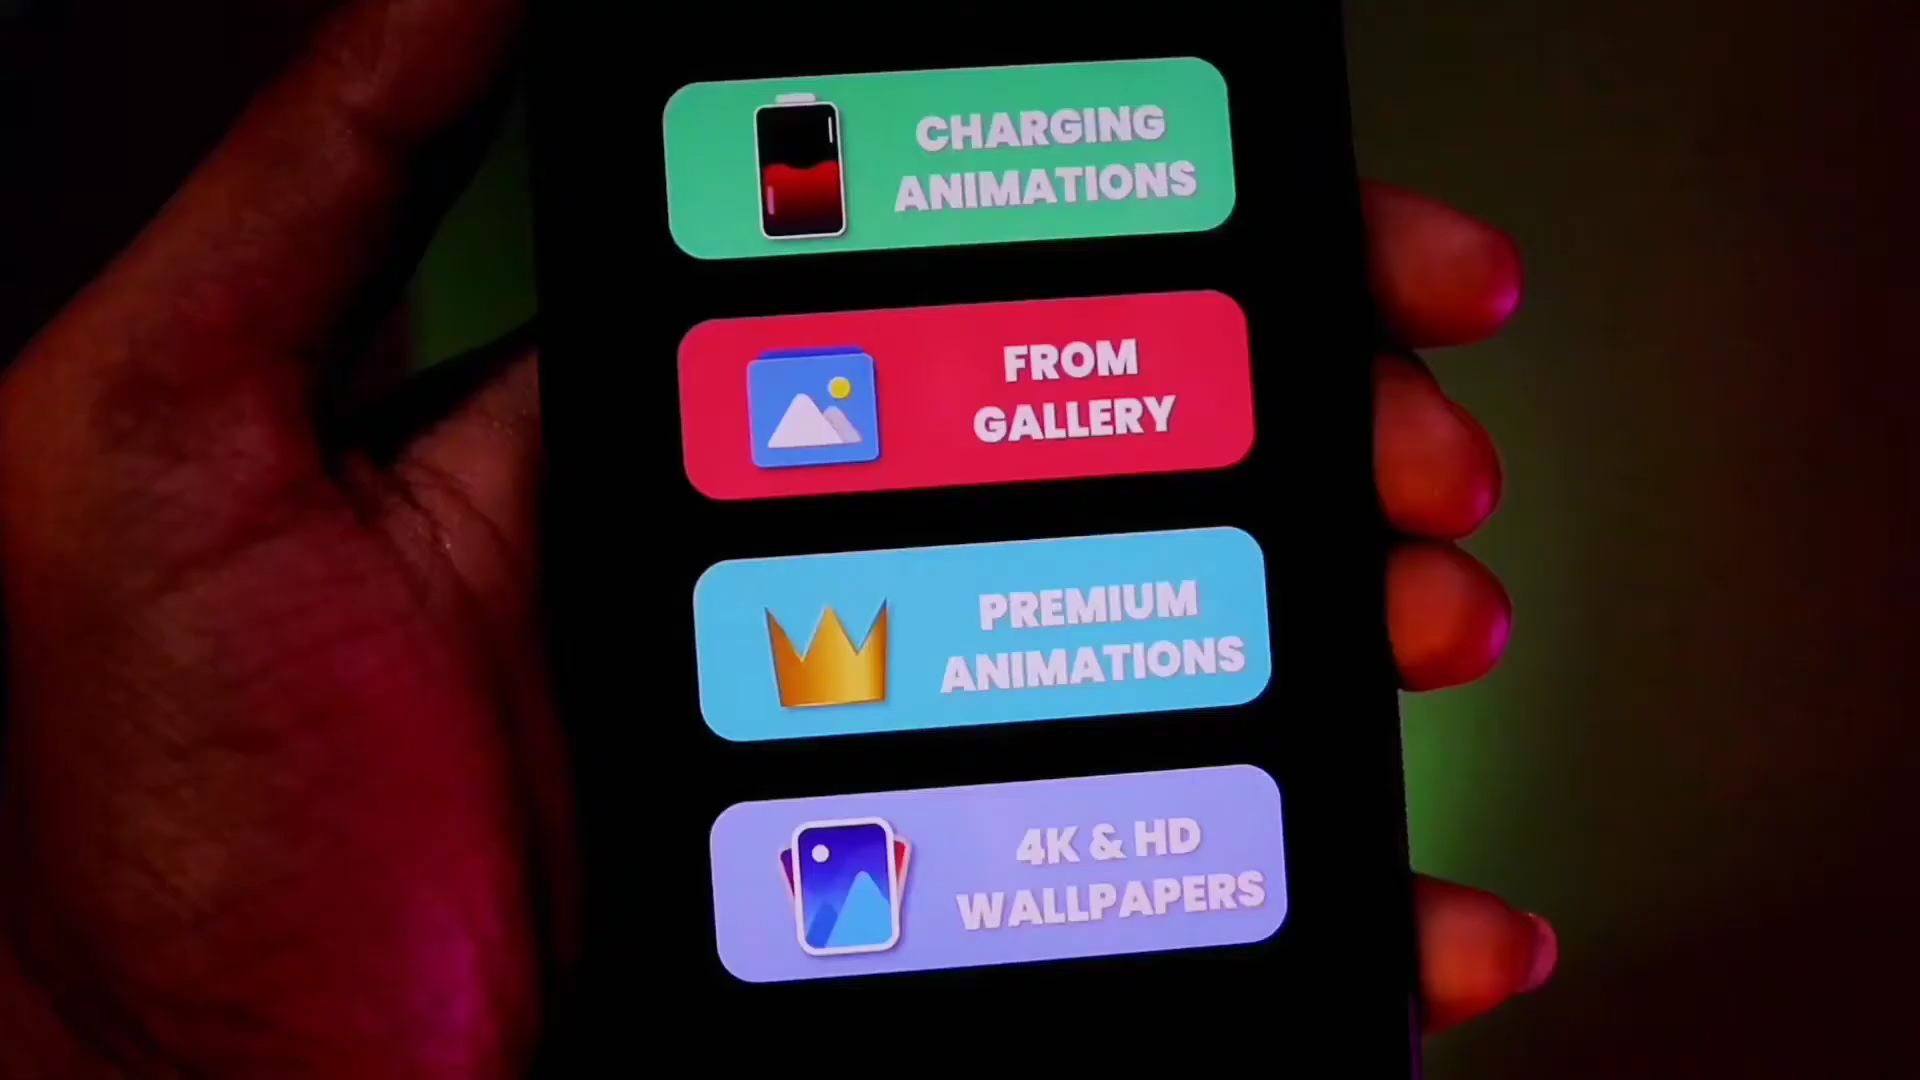 CHARGING
ANIMATIONS
FROM
GALLERY
PREMIUM
ANIMATIONS
4K & HD
WALLPAPERS